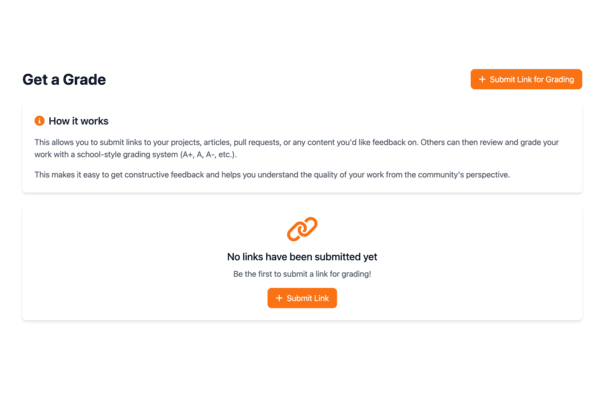 Get a Grade
+ Submit Link for Grading
How it works
This allows you to submit links to your projects, articles, pull requests, or any content you'd like feedback on. Others can then review and grade your
work with a school-style grading system (A+, A, A-, etc.).
This makes it easy to get constructive feedback and helps you understand the quality of your work from the community's perspective.
No links have been submitted yet
Be the first to submit a link for grading!
+ Submit Link